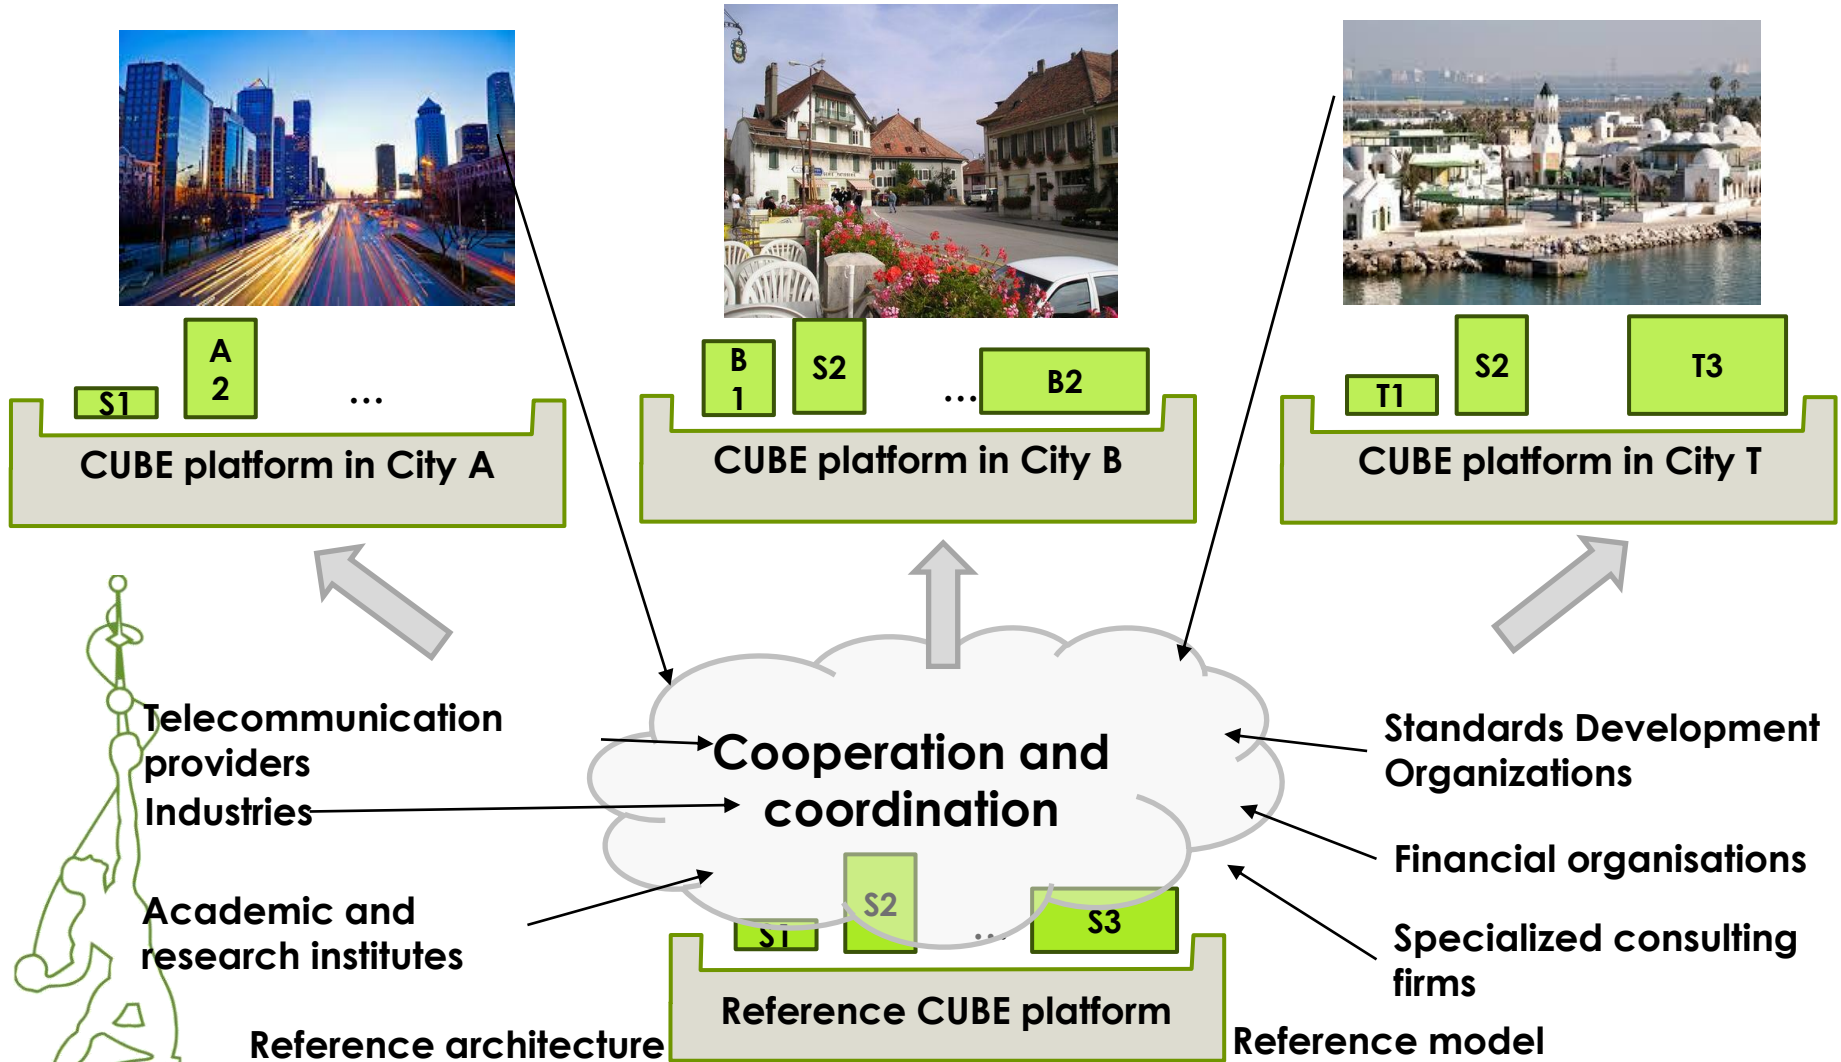 A
2
S1
...
CUBE platform in City A
B
1
S2
...
B2
CUBE platform in City B
T1
S2
T3
CUBE platform in City T
Telecommunication
providers
Industries
Academic and
research institutes
Cooperation and
coordination
Standards Development
Organizations
Financial organisations
Specialized consulting
firms
S1
S2
...
S3
Reference CUBE platform
Reference architecture
Reference model